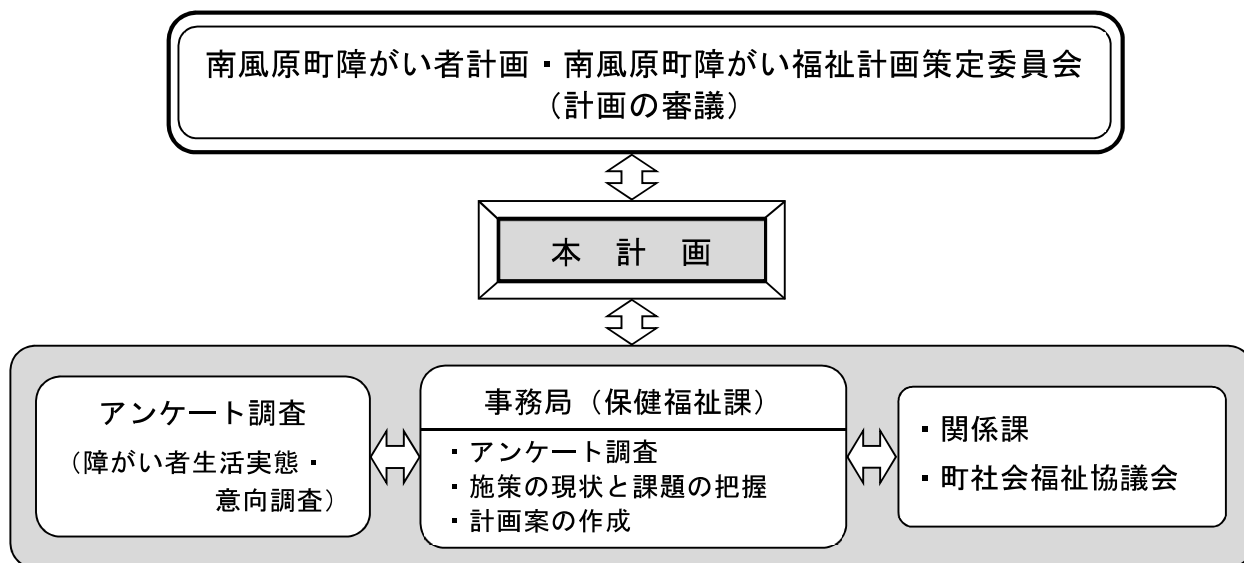 南風原町障がい者計画・南風原町障がい福祉計画策定委員会
(計画の審議)
本 計 画
アンケート調査
(障がい者生活実態・
意向調査)
事務局(保健福祉課)
・アンケート調査
・施策の現状と課題の把握
・計画案の作成
・関係課
・町社会福祉協議会